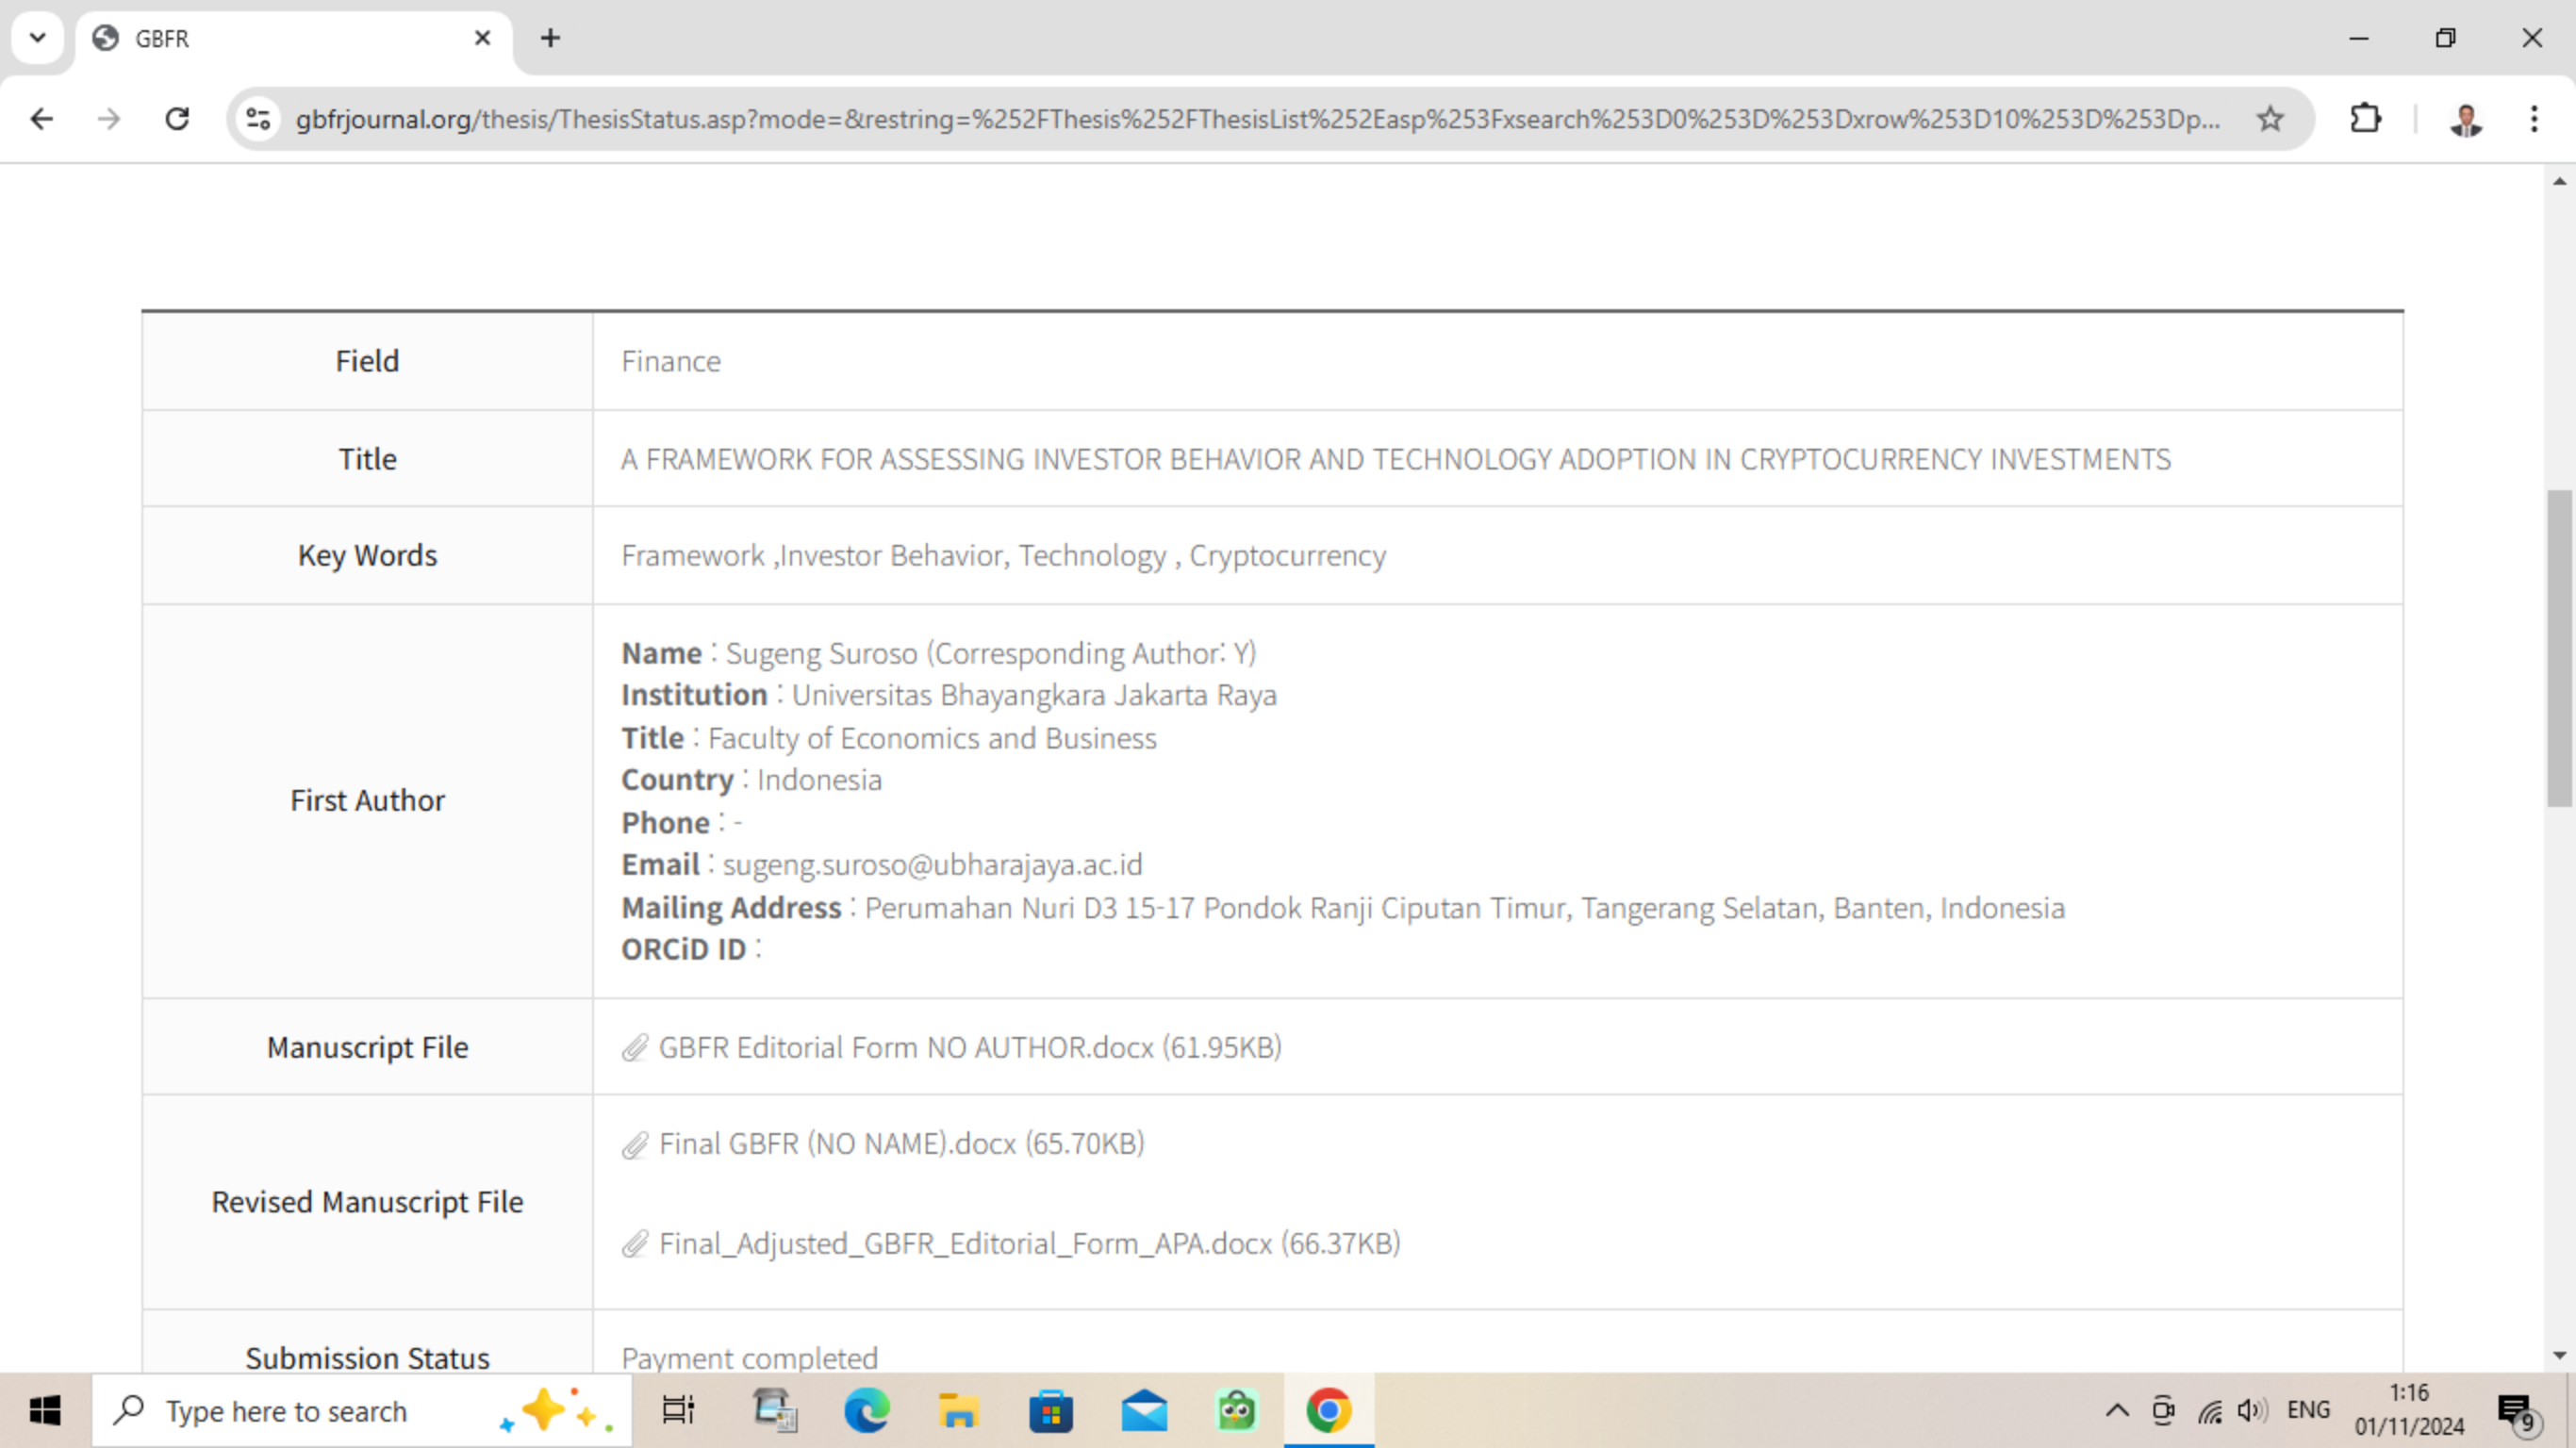 GBFR
gbfrjournal.org/thesis/ThesisStatus.asp?mode=&restring=%252FThesis%252FThesisList%252Easp%253Fxsearch%253D0%253D%253Dxrow%253D10%253D%253Dp...
Field
Finance
Title
A FRAMEWORK FOR ASSESSING INVESTOR BEHAVIOR AND TECHNOLOGY ADOPTION IN CRYPTOCURRENCY INVESTMENTS
Key Words
Framework ,Investor Behavior, Technology , Cryptocurrency
First Author
Name : Sugeng Suroso (Corresponding Author: Y)
Institution : Universitas Bhayangkara Jakarta Raya
Title : Faculty of Economics and Business
Country : Indonesia
Phone : -
Email : sugeng.suroso@ubharajaya.ac.id
Mailing Address : Perumahan Nuri D3 15-17 Pondok Ranji Ciputan Timur, Tangerang Selatan, Banten, Indonesia
ORCiD ID :
Manuscript File
GBFR Editorial Form NO AUTHOR.docx (61.95KB)
Revised Manuscript File
Final GBFR (NO NAME).docx (65.70KB)
Final_Adjusted_GBFR_Editorial_Form_APA.docx (66.37KB)
Submission Status
Payment completed
Type here to search
ENG
1:16
01/11/2024
9